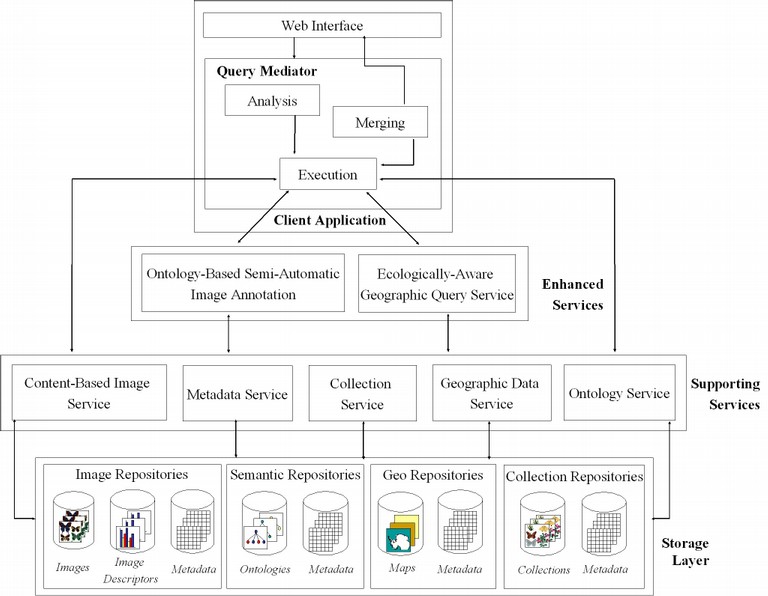 Web Interface
Query Mediator
Analysis
Merging
Execution
Client Application
Ontology-Based Semi-Automatic
Image Annotation
Ecologically-Aware
Geographic Query Service
Enhanced
Services
Content-Based Image
Service
Metadata Service
Collection
Service
Geographic Data
Service
Ontology Service
Supporting
Services
Image Repositories
Semantic Repositories
Geo Repositories
Collection Repositories
Images
Image
Descriptors
Metadata
Ontologies
Metadata
Maps
Metadata
Collections
Metadata
Storage
Layer